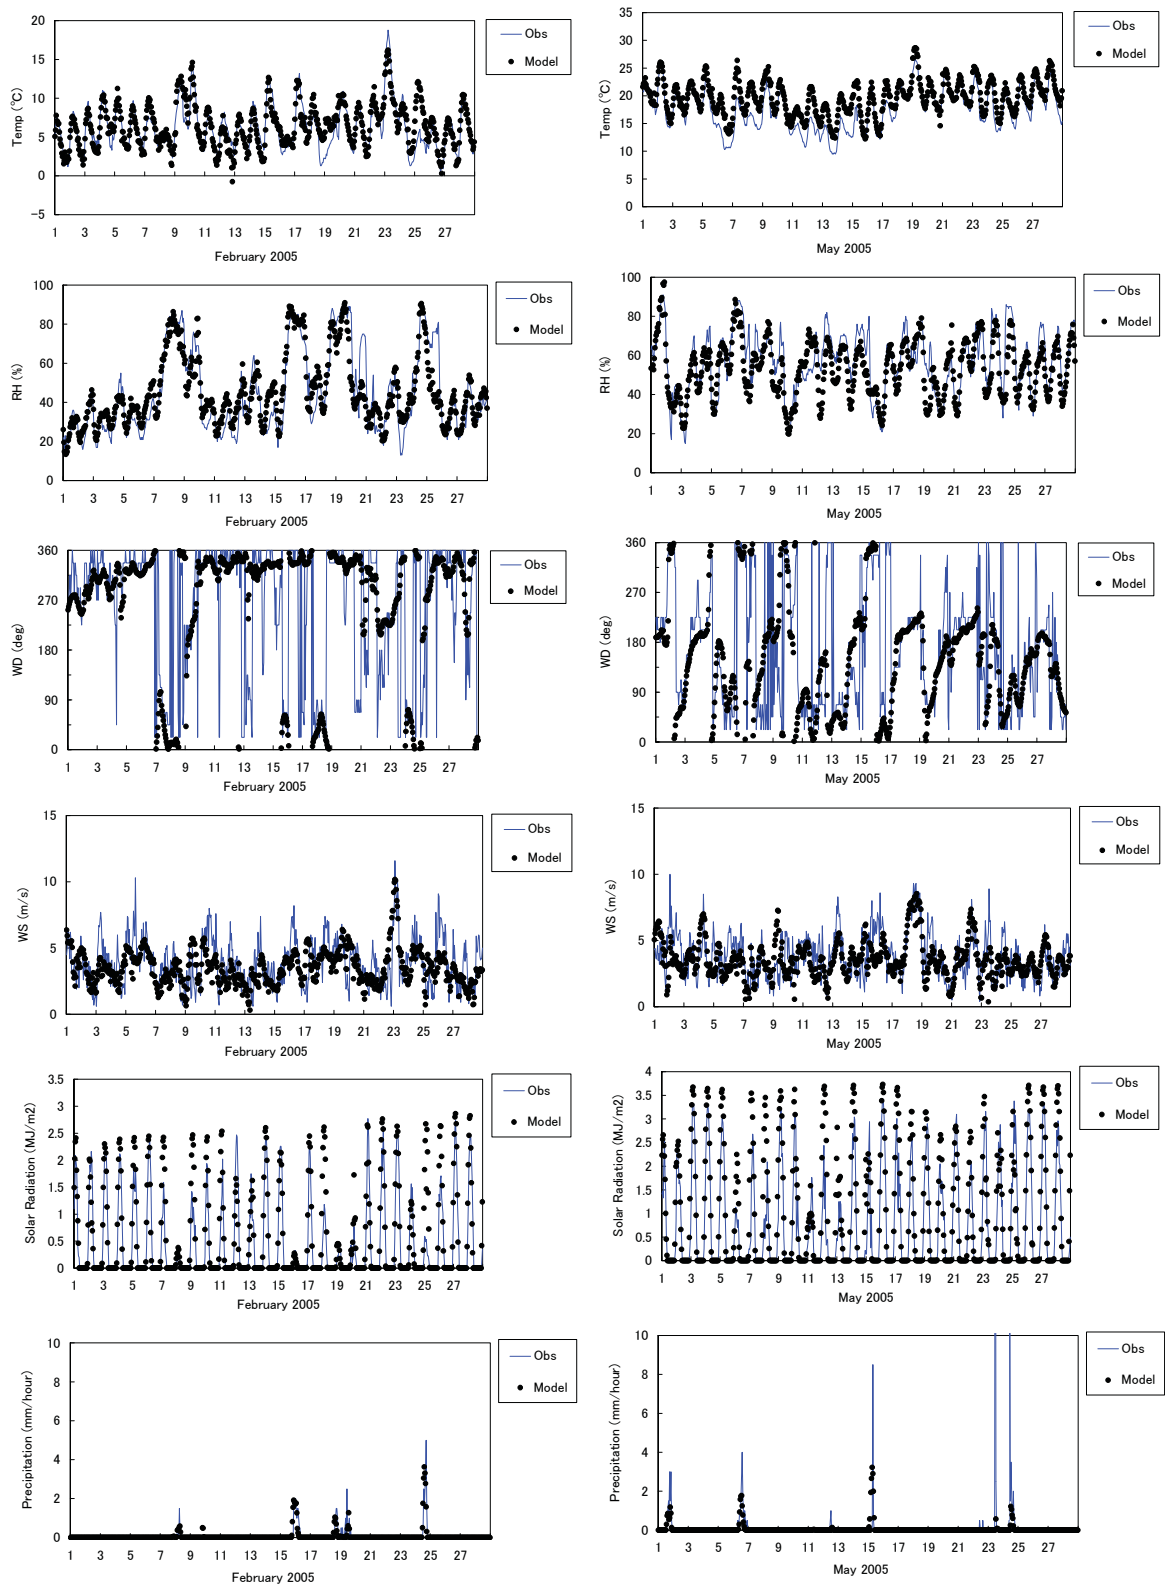 20
15
10
5
0
-5
Temp (℃)
1 3 5 7 9 11 13 15 17 19 21 23 25 27
February 2005
Obs
Model
35
30
25
20
15
10
5
0
Temp (℃)
1 3 5 7 9 11 13 15 17 19 21 23 25 27
May 2005
Obs
Model
100
80
60
40
20
0
RH (%)
1 3 5 7 9 11 13 15 17 19 21 23 25 27
February 2005
Obs
Model
100
80
60
40
20
0
RH (%)
1 3 5 7 9 11 13 15 17 19 21 23 25 27
May 2005
Obs
Model
360
270
180
90
0
WD (deg)
1 3 5 7 9 11 13 15 17 19 21 23 25 27
February 2005
Obs
Model
360
270
180
90
0
WD (deg)
1 3 5 7 9 11 13 15 17 19 21 23 25 27
May 2005
Obs
Model
15
10
5
0
WS (m/s)
1 3 5 7 9 11 13 15 17 19 21 23 25 27
February 2005
Obs
Model
15
10
5
0
WS (m/s)
1 3 5 7 9 11 13 15 17 19 21 23 25 27
May 2005
Obs
Model
3.5
3
2.5
2
1.5
1
0.5
0
Solar Radiation (MJ/m2)
1 3 5 7 9 11 13 15 17 19 21 23 25 27
February 2005
Obs
Model
4
3.5
3
2.5
2
1.5
1
0.5
0
Solar Radiation (MJ/m2)
1 3 5 7 9 11 13 15 17 19 21 23 25 27
May 2005
Obs
Model
10
8
6
4
2
0
Precipitation (mm/hour)
1 3 5 7 9 11 13 15 17 19 21 23 25 27
February 2005
Obs
Model
10
8
6
4
2
0
Precipitation (mm/hour)
1 3 5 7 9 11 13 15 17 19 21 23 25 27
May 2005
Obs
Model